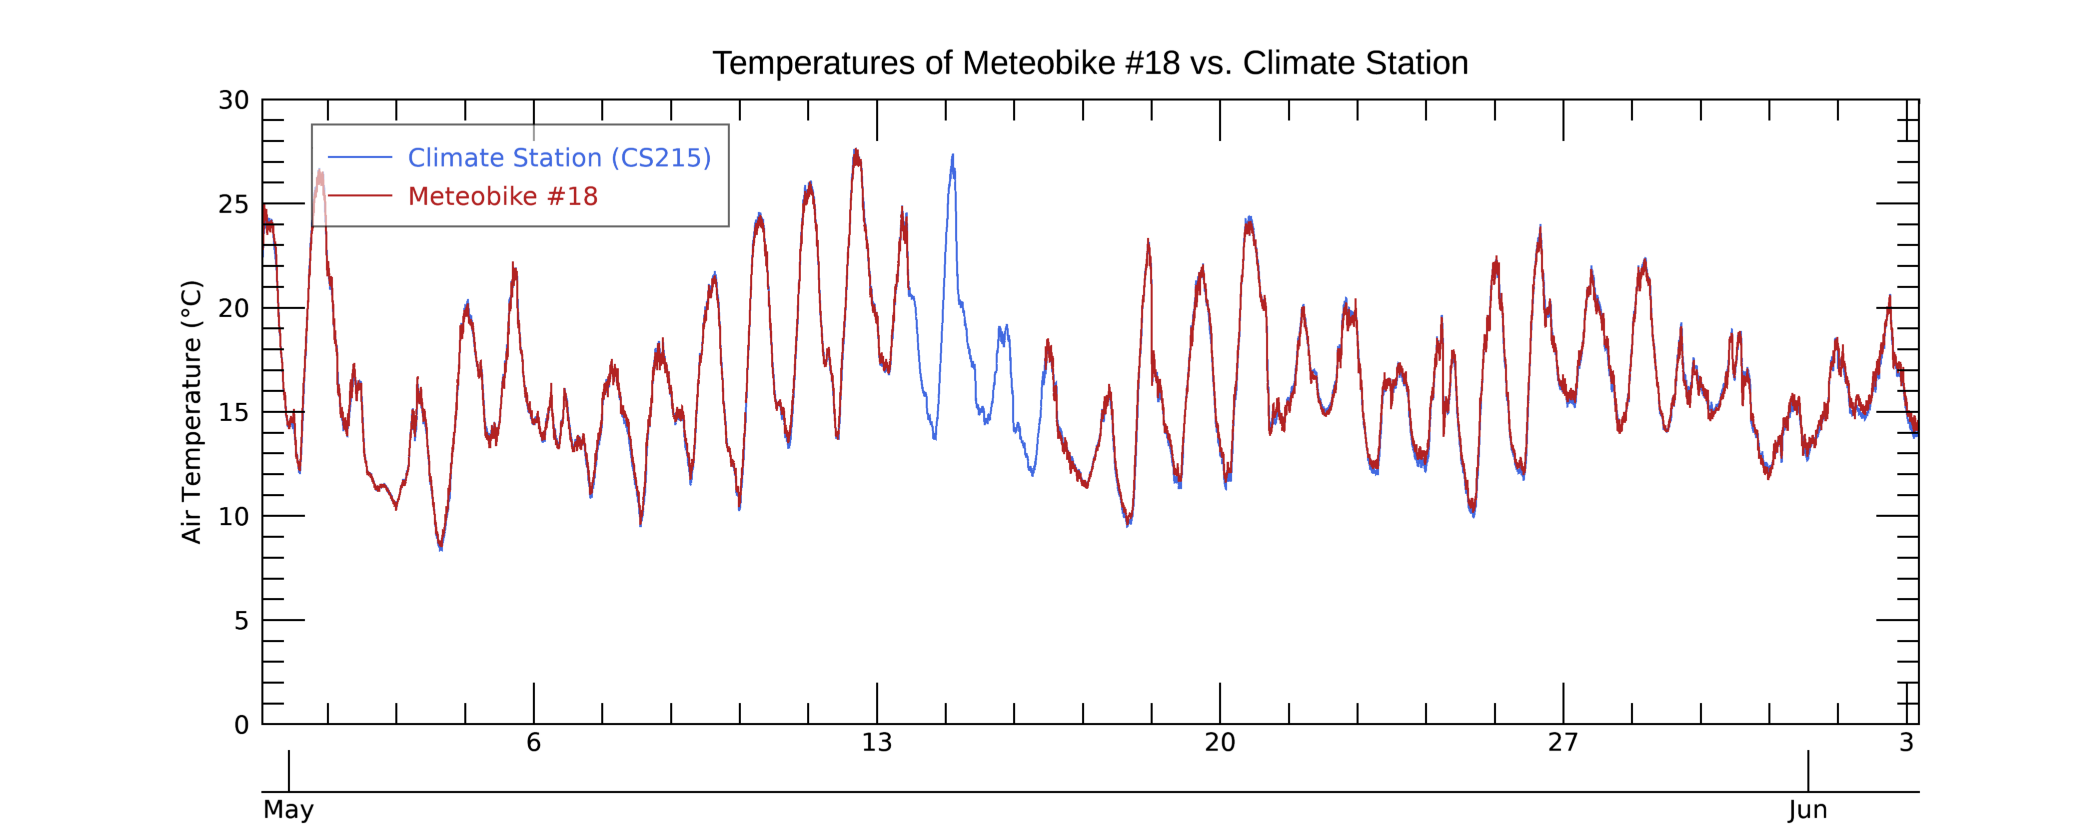 Temperatures of Meteobike #18 vs. Climate Station
Air Temperature (°C)
30
25
20
15
10
5
0
Climate Station (CS215)
Meteobike #18
6 13 20 27 3
May Jun